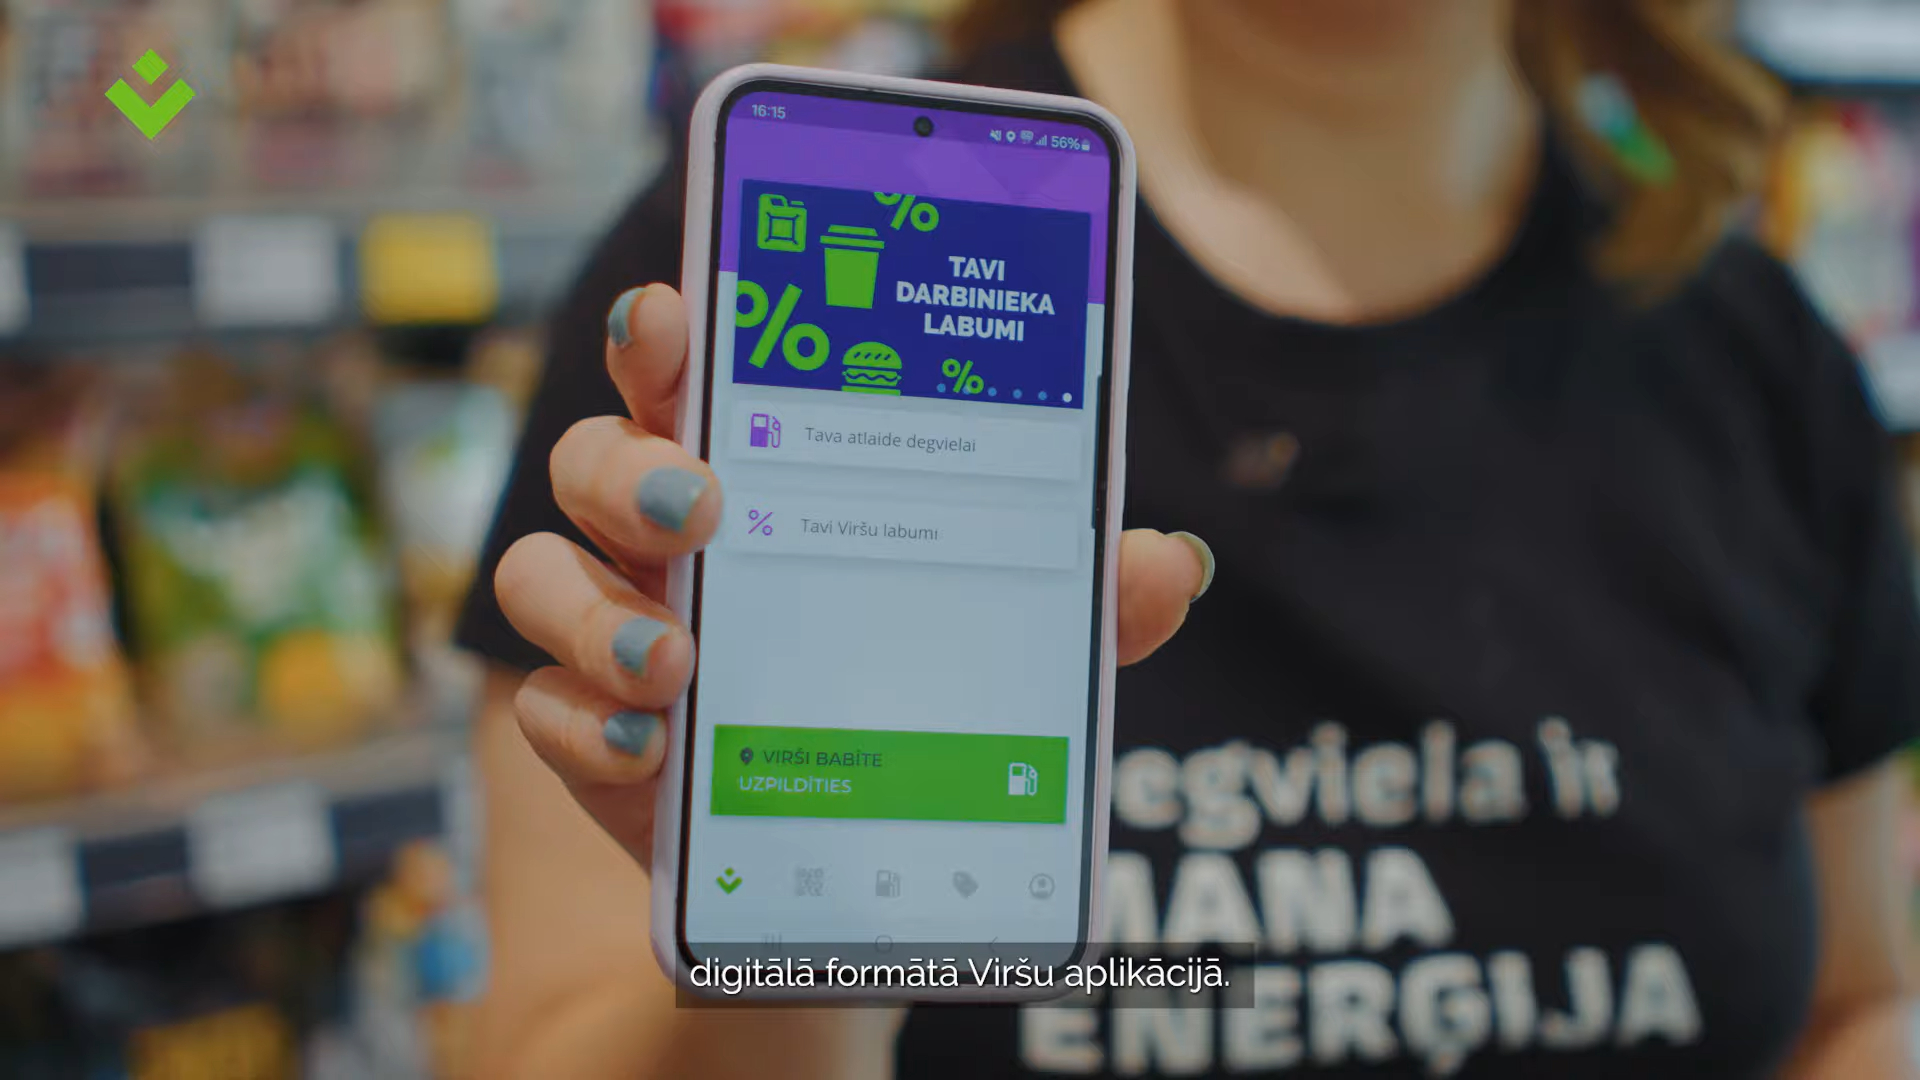 16:15
56%
TAVI
DARBINIEKA
LABUMI
Tava atlaide degvielai
Tavi Viršu labumi
VIRŠI BABĪTE
UZPILDĪTIES
egviela ir
MANA
ENERĢIJA
digitālā formātā Viršu aplikācijā.